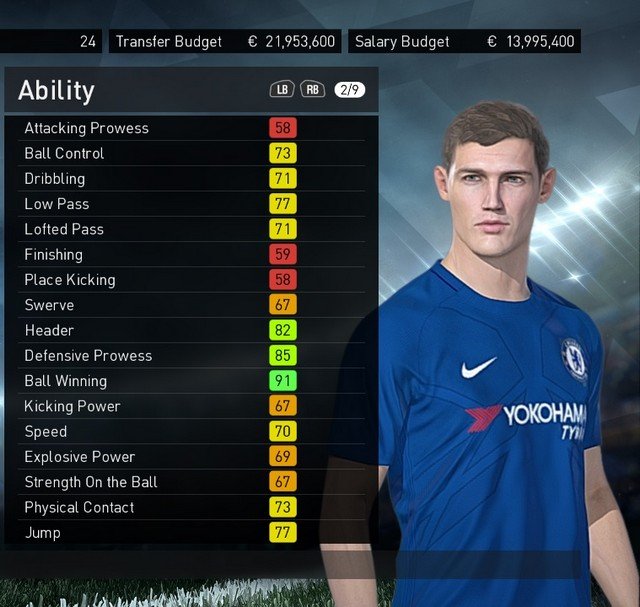 24 Transfer Budget € 21,953,600 Salary Budget € 13,995,400
Ability LB RB 2/9
Attacking Prowess 58
Ball Control 73
Dribbling 71
Low Pass 77
Lofted Pass 71
Finishing 59
Place Kicking 58
Swerve 67
Header 82
Defensive Prowess 85
Ball Winning 91
Kicking Power 67
Speed 70
Explosive Power 69
Strength On the Ball 67
Physical Contact 73
Jump 77
YOKOHAMA